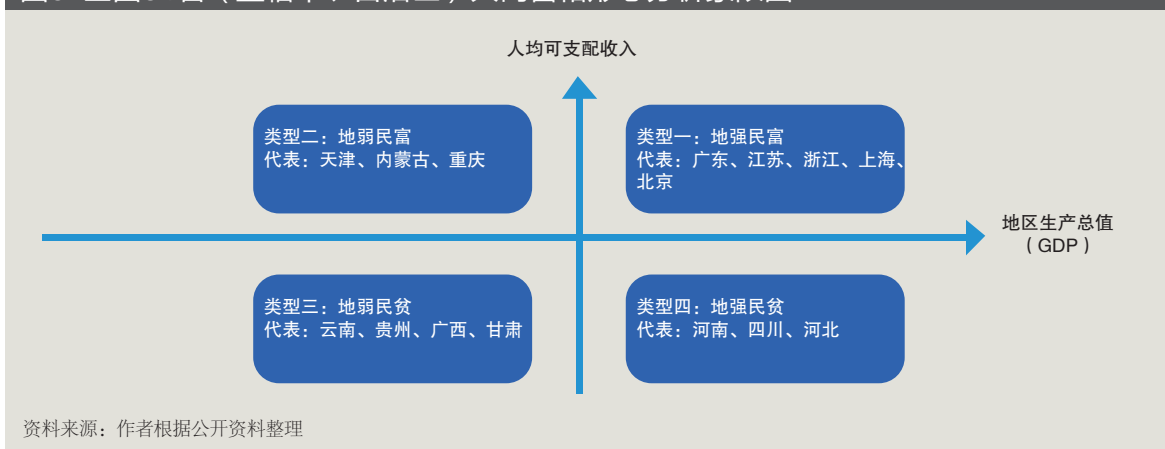 人均可支配收入
类型二：地弱民富
代表：天津、内蒙古、重庆
类型一：地强民富
代表：广东、江苏、浙江、上海、
北京
地区生产总值
（GDP）
类型三：地弱民贫
代表：云南、贵州、广西、甘肃
类型四：地强民贫
代表：河南、四川、河北
资料来源：作者根据公开资料整理